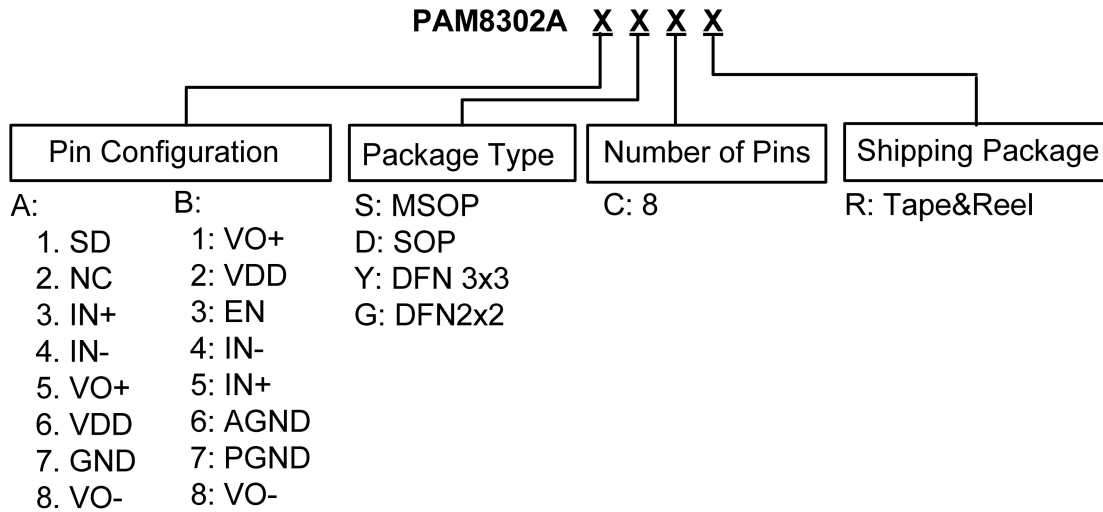 PAM8302A X X X X
Pin Configuration
Package Type
Number of Pins
Shipping Package
A:
1. SD
2. NC
3. IN+
4. IN-
5. VO+
6. VDD
7. GND
8. VO-
B:
1: VO+
2: VDD
3: EN
4: IN-
5: IN+
6: AGND
7: PGND
8: VO-
S: MSOP
D: SOP
Y: DFN 3x3
G: DFN2x2
C: 8
R: Tape&Reel